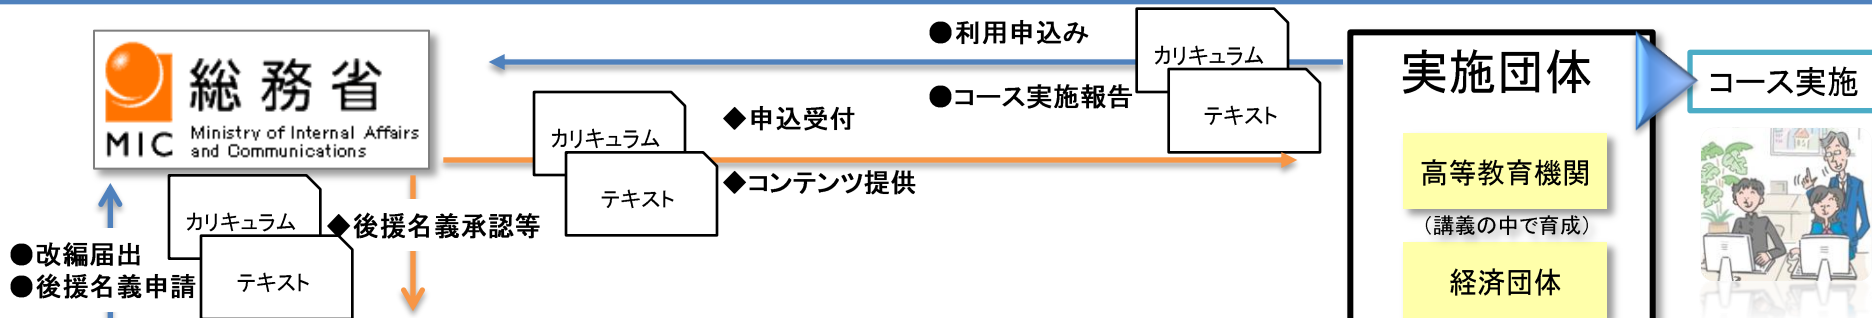 ●利用申込み
カリキュラム
テキスト
●コース実施報告
実施団体
コース実施
総務省
MIC Ministry of Internal Affairs
and Communications
カリキュラム
テキスト
◆申込受付
◆コンテンツ提供
高等教育機関
(講義の中で育成)
経済団体
カリキュラム
テキスト
◆後援名義承認等
●改編届出
●後援名義申請